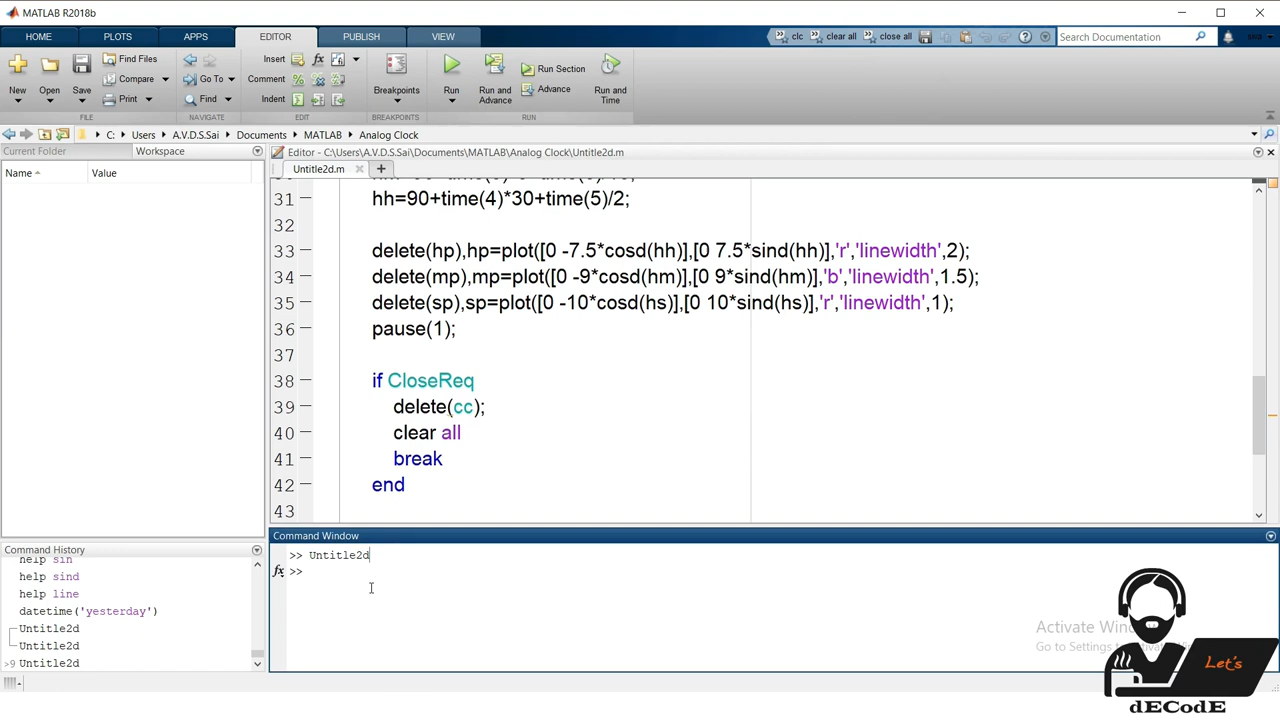 MATLAB R2018b
HOME PLOTS APPS EDITOR PUBLISH VIEW
clc clear all close all Search Documentation
New Open Save Find Files Compare Print
Go To Find
Insert Comment Indent
Breakpoints
Run Run and Advance Run Section Advance Run and Time
FILE NAVIGATE EDIT BREAKPOINTS RUN
C: Users A.V.D.S.Sai Documents MATLAB Analog Clock
Current Folder Workspace
Name Value
Editor - C:\Users\A.V.D.S.Sai\Documents\MATLAB\Analog Clock\Untitle2d.m
Untitle2d.m
31 hh=90+time(4)*30+time(5)/2;
32
33 delete(hp),hp=plot([0 -7.5*cosd(hh)],[0 7.5*sind(hh)],'r','linewidth',2);
34 delete(mp),mp=plot([0 -9*cosd(hm)],[0 9*sind(hm)],'b','linewidth',1.5);
35 delete(sp),sp=plot([0 -10*cosd(hs)],[0 10*sind(hs)],'r','linewidth',1);
36 pause(1);
37
38 if CloseReq
39 delete(cc);
40 clear all
41 break
42 end
43
Command History
help sin
help sind
help line
datetime('yesterday')
Untitle2d
Untitle2d
>9 Untitle2d
Command Window
>> Untitle2d
fx >>
Let's
dECodE